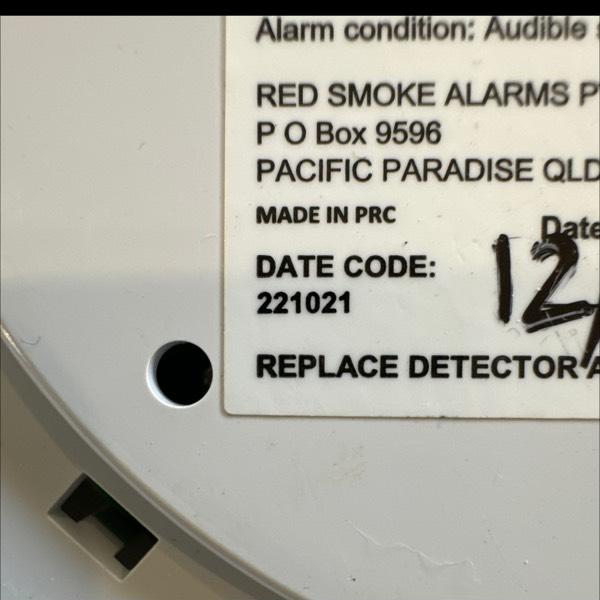 Alarm condition: Audible
RED SMOKE ALARMS
P O Box 9596
PACIFIC PARADISE QLD
MADE IN PRC
Date
DATE CODE:
12/
221021
REPLACE DETECTOR